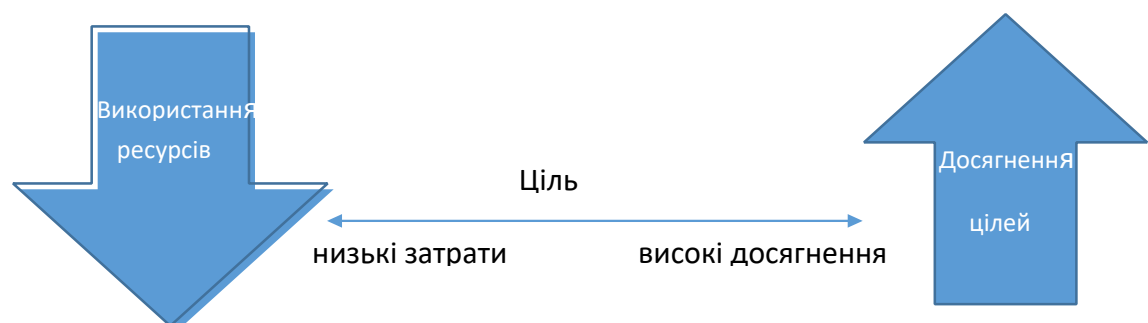 Використання
ресурсів
Ціль
низькі затрати
високі досягнення
Досягнення
цілей